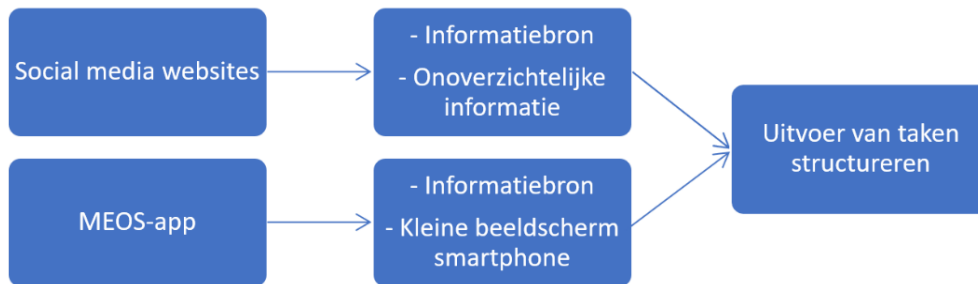 Social media websites
- Informatiebron
- Onoverzichtelijke
informatie
MEOS-app
- Informatiebron
- Kleine beeldscherm
smartphone
Uitvoer van taken
structureren